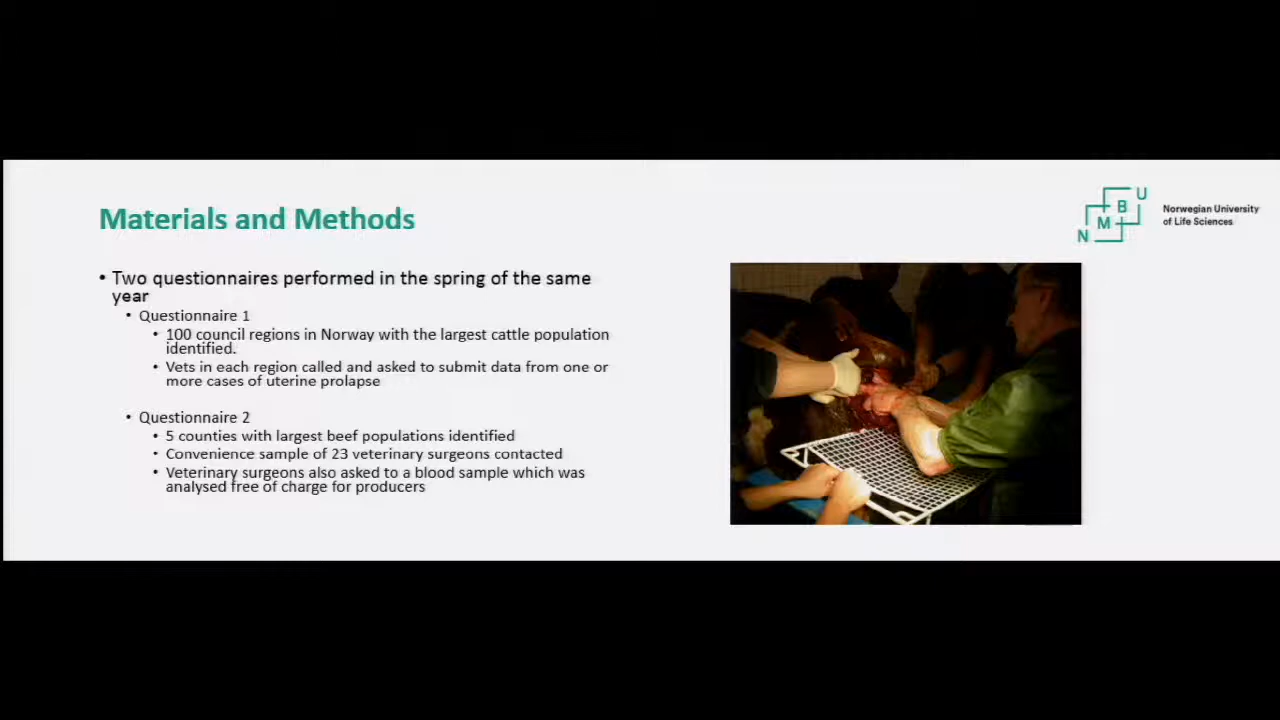 Materials and Methods
N
M
B
U
Norwegian University
of Life Sciences
• Two questionnaires performed in the spring of the same
year
• Questionnaire 1
• 100 council regions in Norway with the largest cattle population
identified.
• Vets in each region called and asked to submit data from one or
more cases of uterine prolapse
• Questionnaire 2
• 5 counties with largest beef populations identified
• Convenience sample of 23 veterinary surgeons contacted
• Veterinary surgeons also asked to a blood sample which was
analysed free of charge for producers